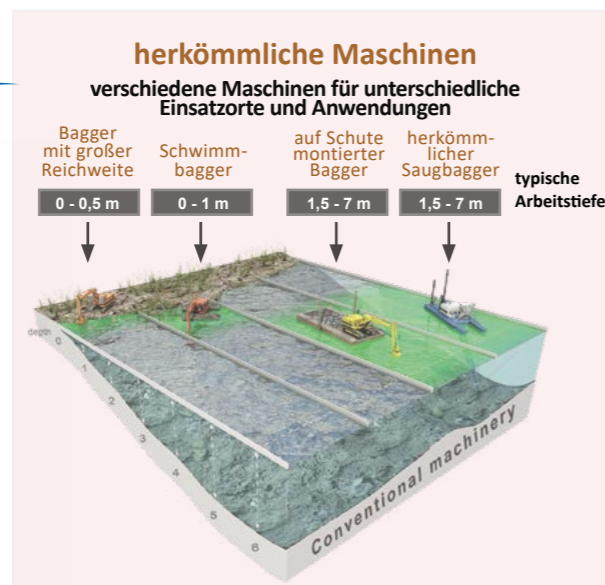 herkömmliche Maschinen
verschiedene Maschinen für unterschiedliche
Einsatzorte und Anwendungen
Bagger
mit großer
Reichweite
Schwimm-
bagger
auf Schute
montierter
Bagger
herkömm-
licher
Saugbagger
0 - 0,5 m
0 - 1 m
1,5 - 7 m
1,5 - 7 m
typische
Arbeitstiefe
depth
0
1
2
3
4
5
6
Conventional machinery